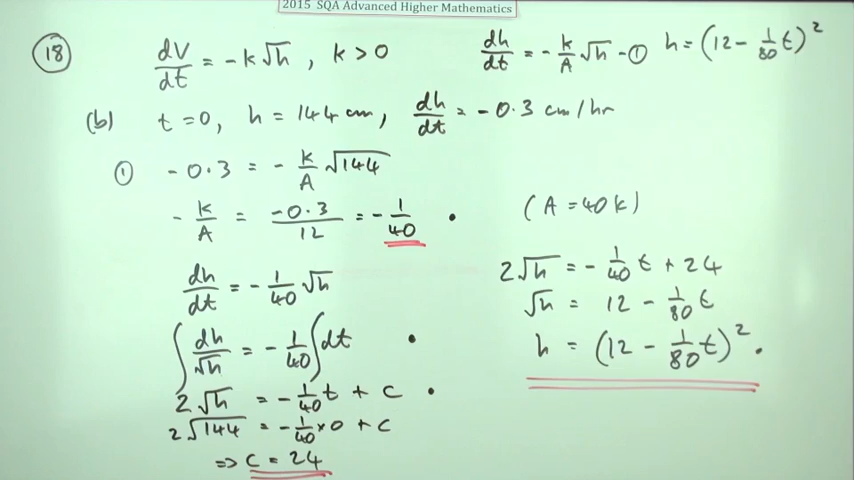 2015 SQA Advanced Higher Mathematics
(18) dV/dt = -k√h , k > 0
dh/dt = -k/A √h - ①
h = (12 - 1/80 t)²
(b) t = 0, h = 144 cm, dh/dt = -0.3 cm/hr
① -0.3 = -k/A √144
-k/A = -0.3/12 = -1/40
dh/dt = -1/40 √h
∫ dh/√h = -1/40 ∫ dt
2√h = -1/40 t + c
2√144 = -1/40 × 0 + c
⇒ c = 24
(A = 40k)
2√h = -1/40 t + 24
√h = 12 - 1/80 t
h = (12 - 1/80 t)².